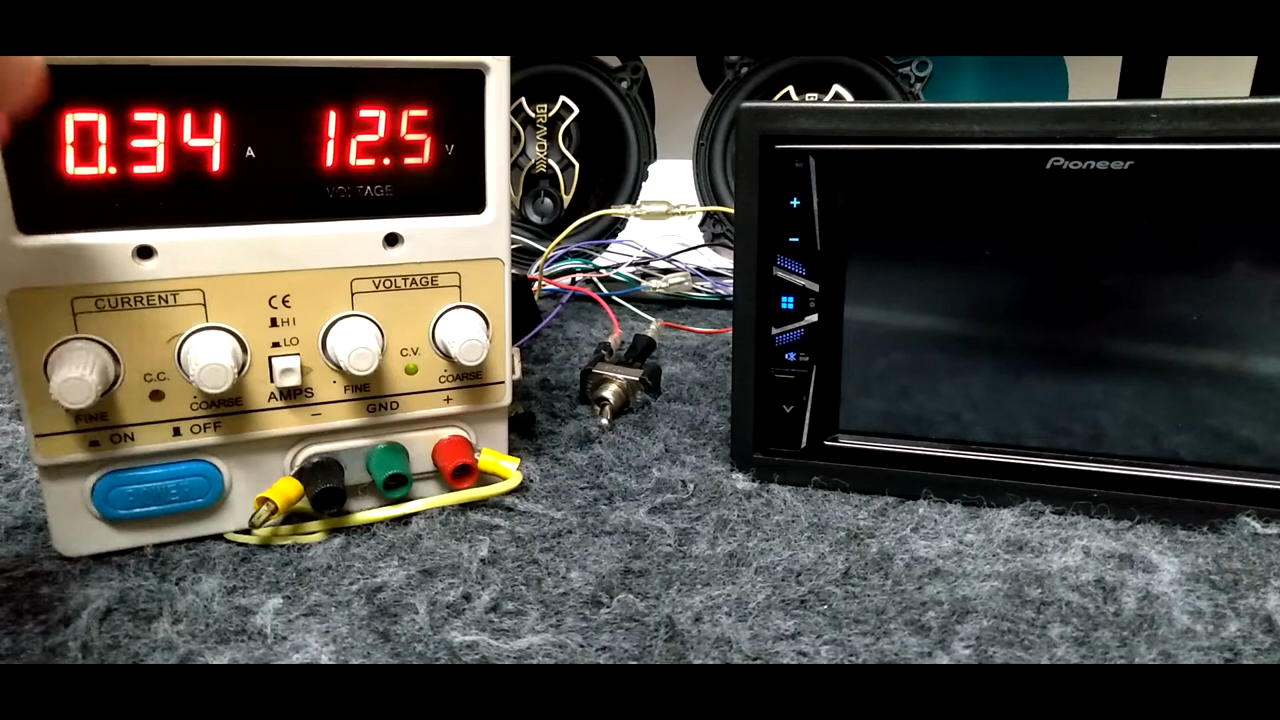 0.34 A 12.5 V
VOLTAGE
CURRENT
VOLTAGE
CE
HI
LO
C.C.
C.V.
FINE
COARSE
AMPS
FINE
COARSE
ON
OFF
−
GND
+
POWER
BRAVOX
Pioneer
+
−
DISP